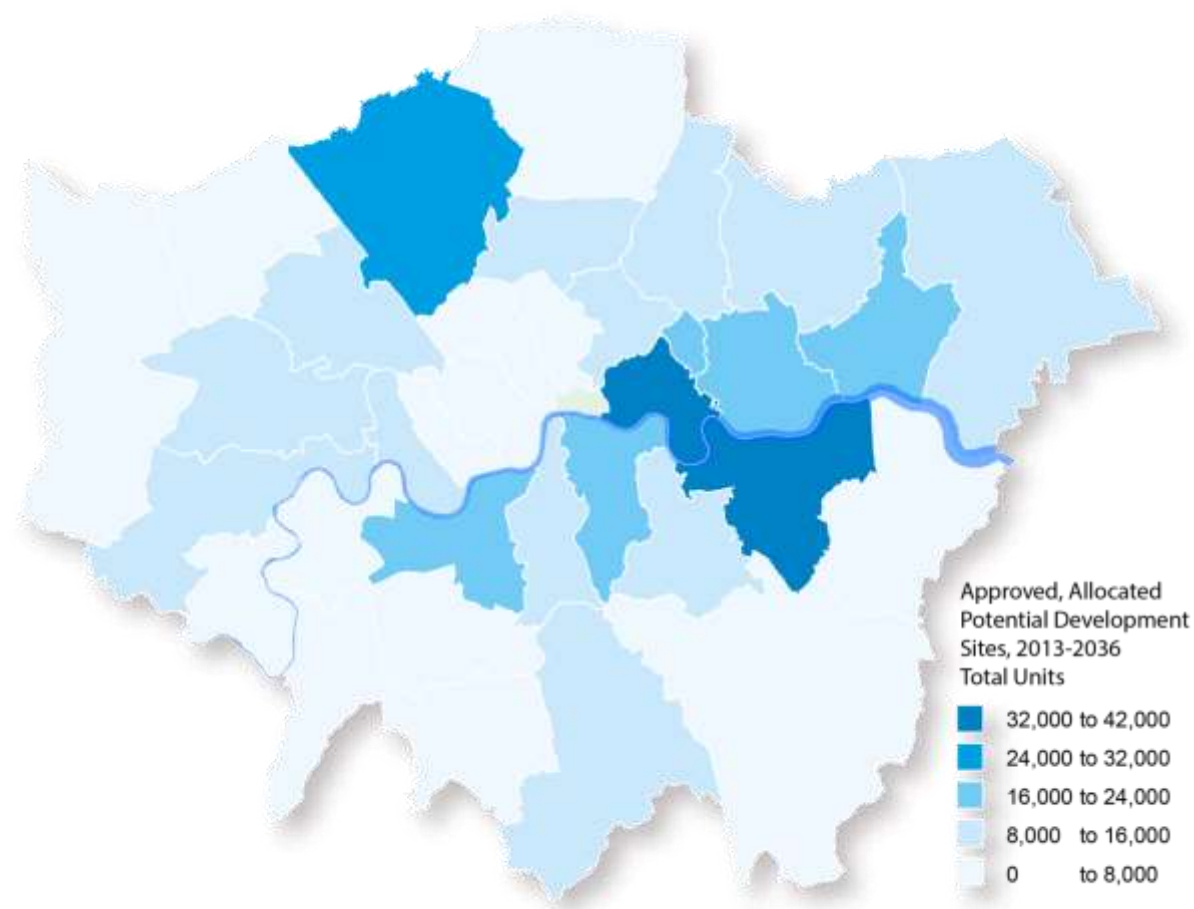 Approved, Allocated
Potential Development
Sites, 2013-2036
Total Units
32,000 to 42,000
24,000 to 32,000
16,000 to 24,000
8,000 to 16,000
0 to 8,000